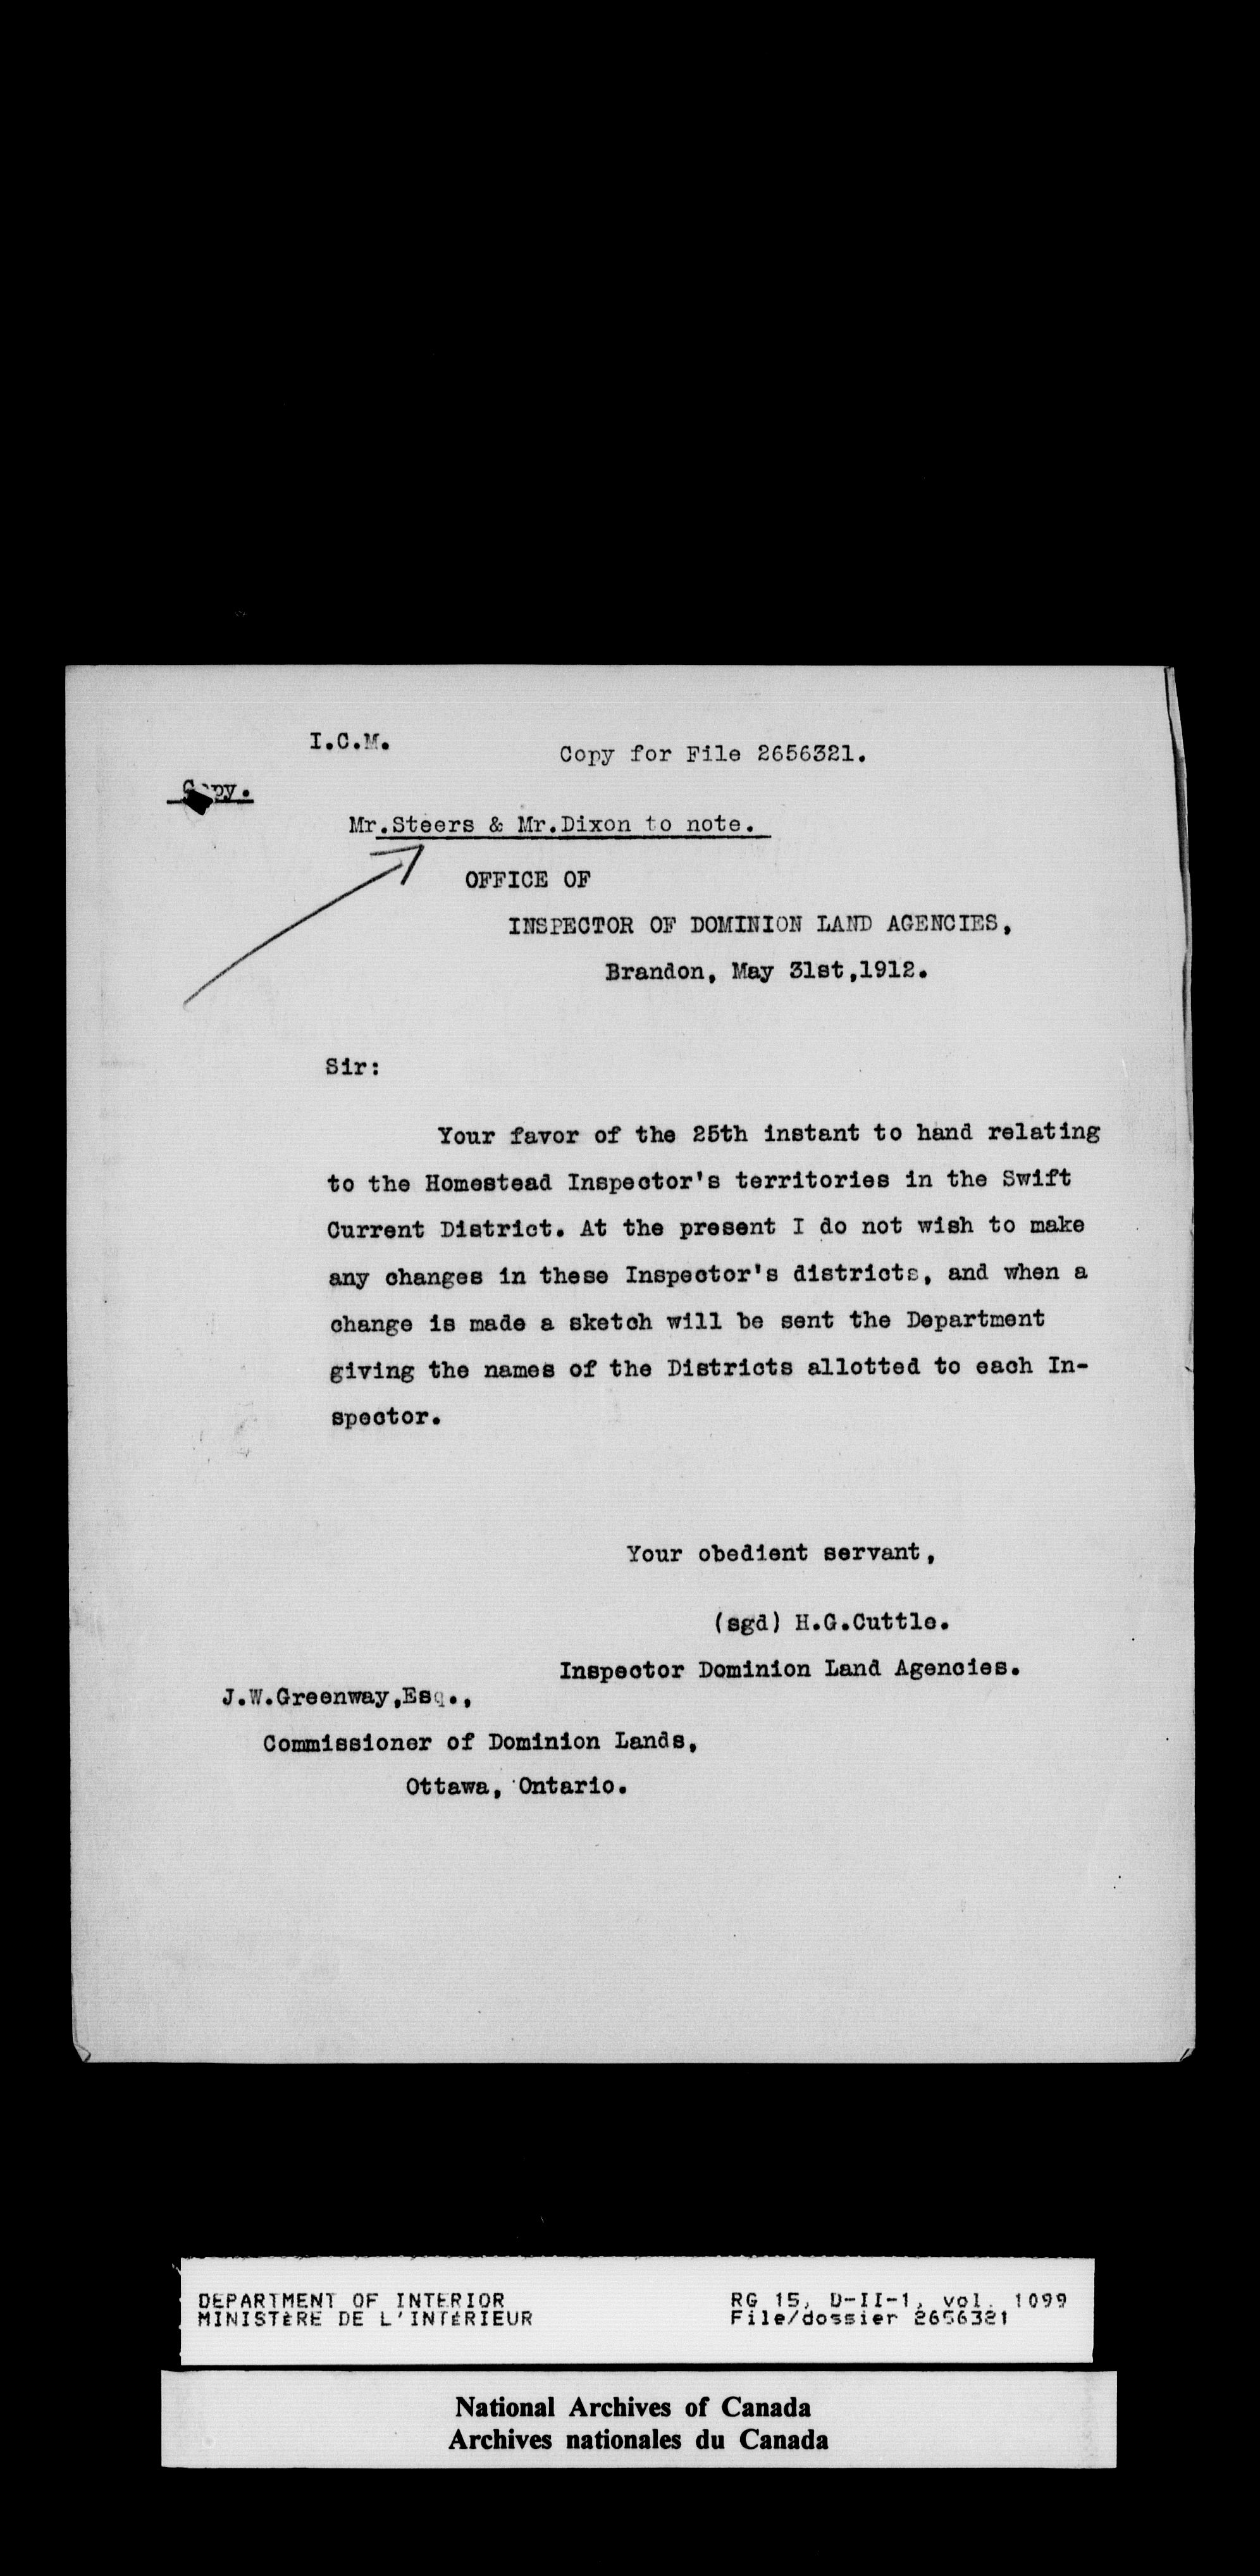 I.C.M.
Copy for File 2656321.
Copy.
Mr.Steers & Mr.Dixon to note.
OFFICE OF
INSPECTOR OF DOMINION LAND AGENCIES,
Brandon, May 31st,1912.
Sir:
Your favor of the 25th instant to hand relating
to the Homestead Inspector's territories in the Swift
Current District. At the present I do not wish to make
any changes in these Inspector's districts, and when a
change is made a sketch will be sent the Department
giving the names of the Districts allotted to each In-
spector.
Your obedient servant,
(sgd) H.G.Cuttle.
Inspector Dominion Land Agencies.
J.W.Greenway,Esq.,
Commissioner of Dominion Lands,
Ottawa, Ontario.
DEPARTMENT OF INTERIOR
MINISTÈRE DE L'INTÉRIEUR
RG 15, D-II-1, vol. 1099
File/dossier 2656321
National Archives of Canada
Archives nationales du Canada